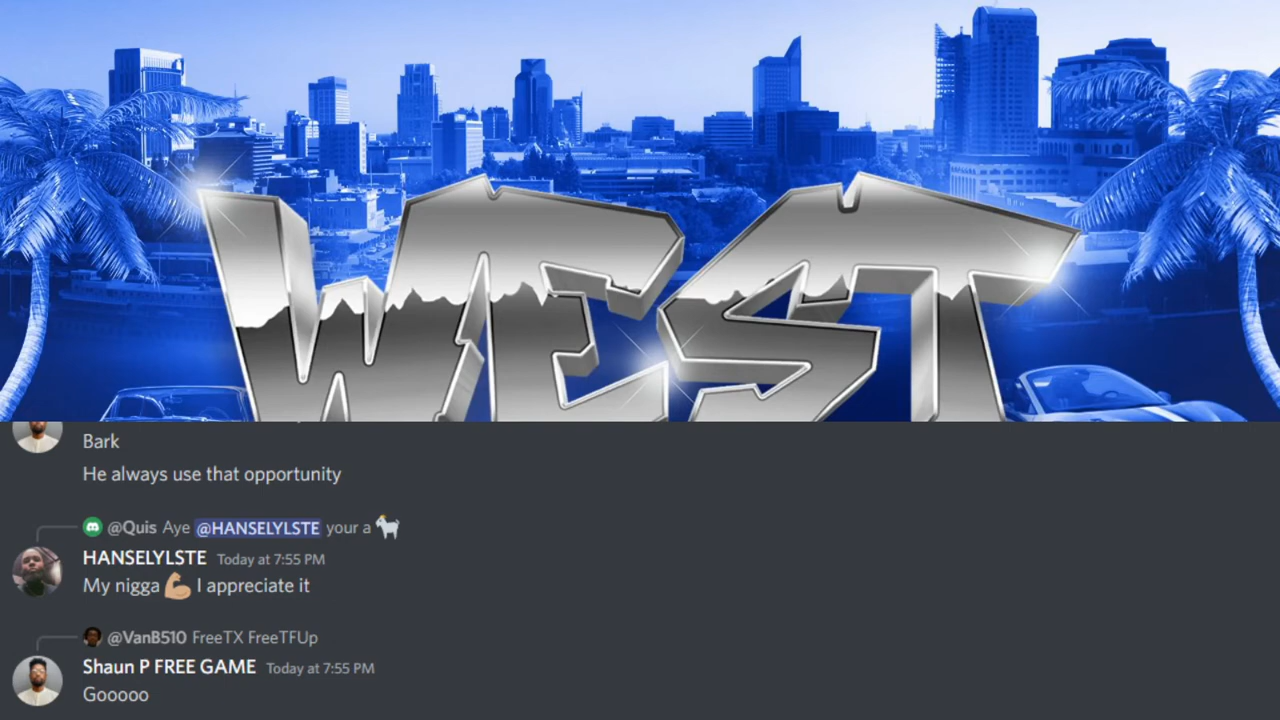 WEST
Bark
He always use that opportunity
@Quis Aye @HANSELYLSTE your a 🐐
HANSELYLSTE Today at 7:55 PM
My nigga 💪🏽 I appreciate it
@VanB510 FreeTX FreeTFUp
Shaun P FREE GAME Today at 7:55 PM
Gooooo